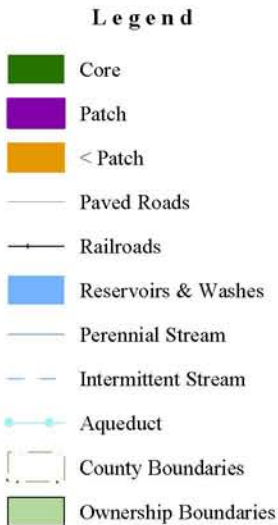 Legend
Core
Patch
< Patch
Paved Roads
Railroads
Reservoirs & Washes
Perennial Stream
Intermittent Stream
Aqueduct
County Boundaries
Ownership Boundaries